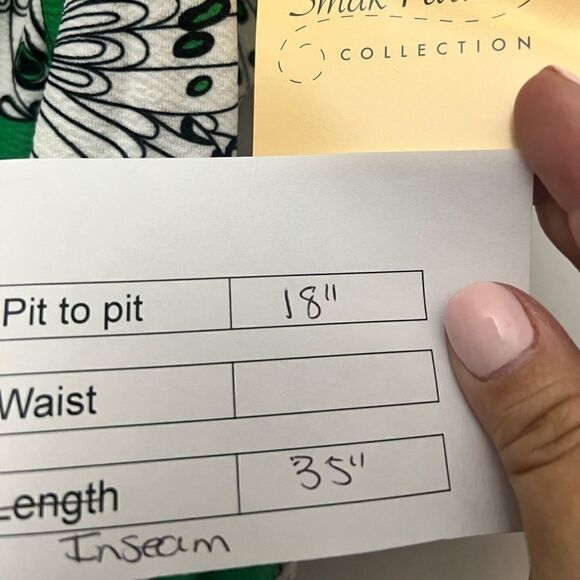 COLLECTION
Pit to pit 18"
Waist
Length 35"
Inseam